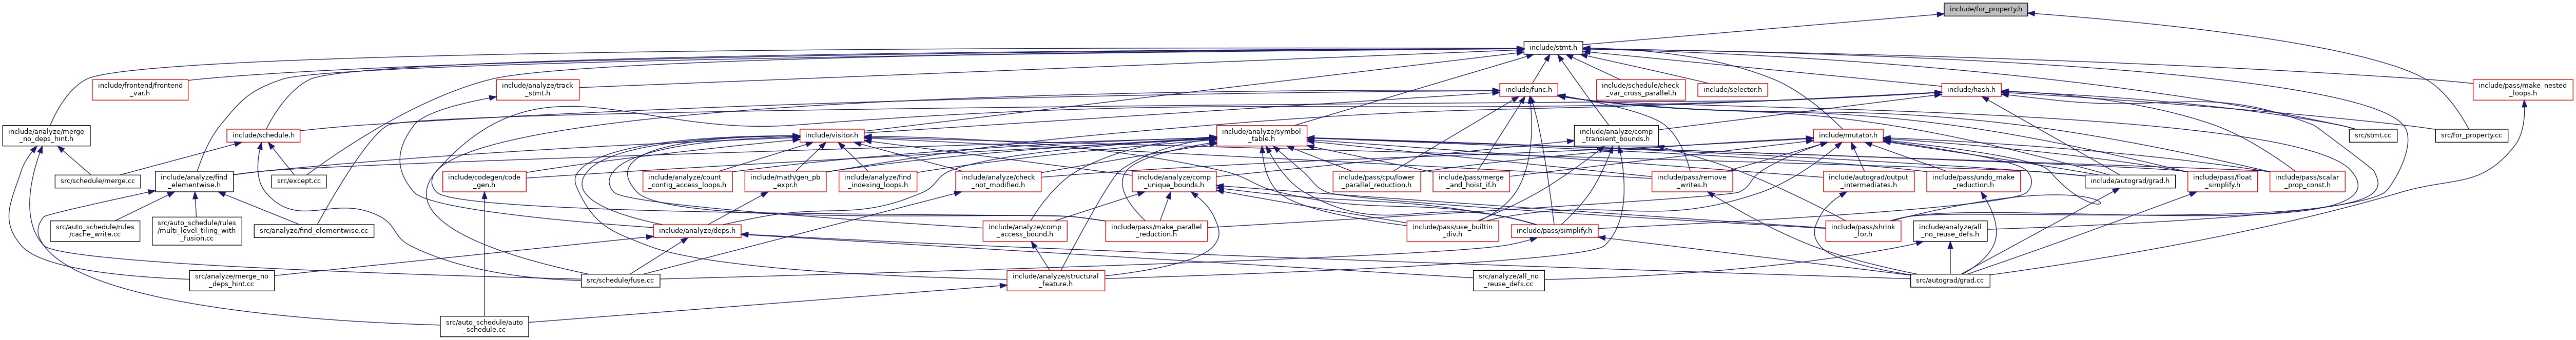 include/for_property.h
include/stmt.h
include/frontend/frontend
_var.h
include/analyze/track
_stmt.h
include/func.h
include/schedule/check
_var_cross_parallel.h
include/selector.h
include/hash.h
include/pass/make_nested
_loops.h
include/analyze/merge
_no_deps_hint.h
include/schedule.h
include/visitor.h
include/analyze/symbol
_table.h
include/analyze/comp
_transient_bounds.h
include/mutator.h
src/stmt.cc
src/for_property.cc
src/schedule/merge.cc
include/analyze/find
_elementwise.h
src/except.cc
include/codegen/code
_gen.h
include/analyze/count
_contig_access_loops.h
include/math/gen_pb
_expr.h
include/analyze/find
_indexing_loops.h
include/analyze/check
_not_modified.h
include/analyze/comp
_unique_bounds.h
include/pass/cpu/lower
_parallel_reduction.h
include/pass/merge
_and_hoist_if.h
include/pass/remove
_writes.h
include/autograd/output
_intermediates.h
include/pass/undo_make
_reduction.h
include/autograd/grad.h
include/pass/float
_simplify.h
include/pass/scalar
_prop_const.h
src/auto_schedule/rules
/cache_write.cc
src/auto_schedule/rules
/multi_level_tiling_with
_fusion.cc
src/analyze/find_elementwise.cc
include/analyze/deps.h
include/analyze/comp
_access_bound.h
include/pass/make_parallel
_reduction.h
include/pass/use_builtin
_div.h
include/pass/simplify.h
include/pass/shrink
_for.h
include/analyze/all
_no_reuse_defs.h
src/analyze/merge_no
_deps_hint.cc
src/schedule/fuse.cc
include/analyze/structural
_feature.h
src/analyze/all_no
_reuse_defs.cc
src/autograd/grad.cc
src/auto_schedule/auto
_schedule.cc